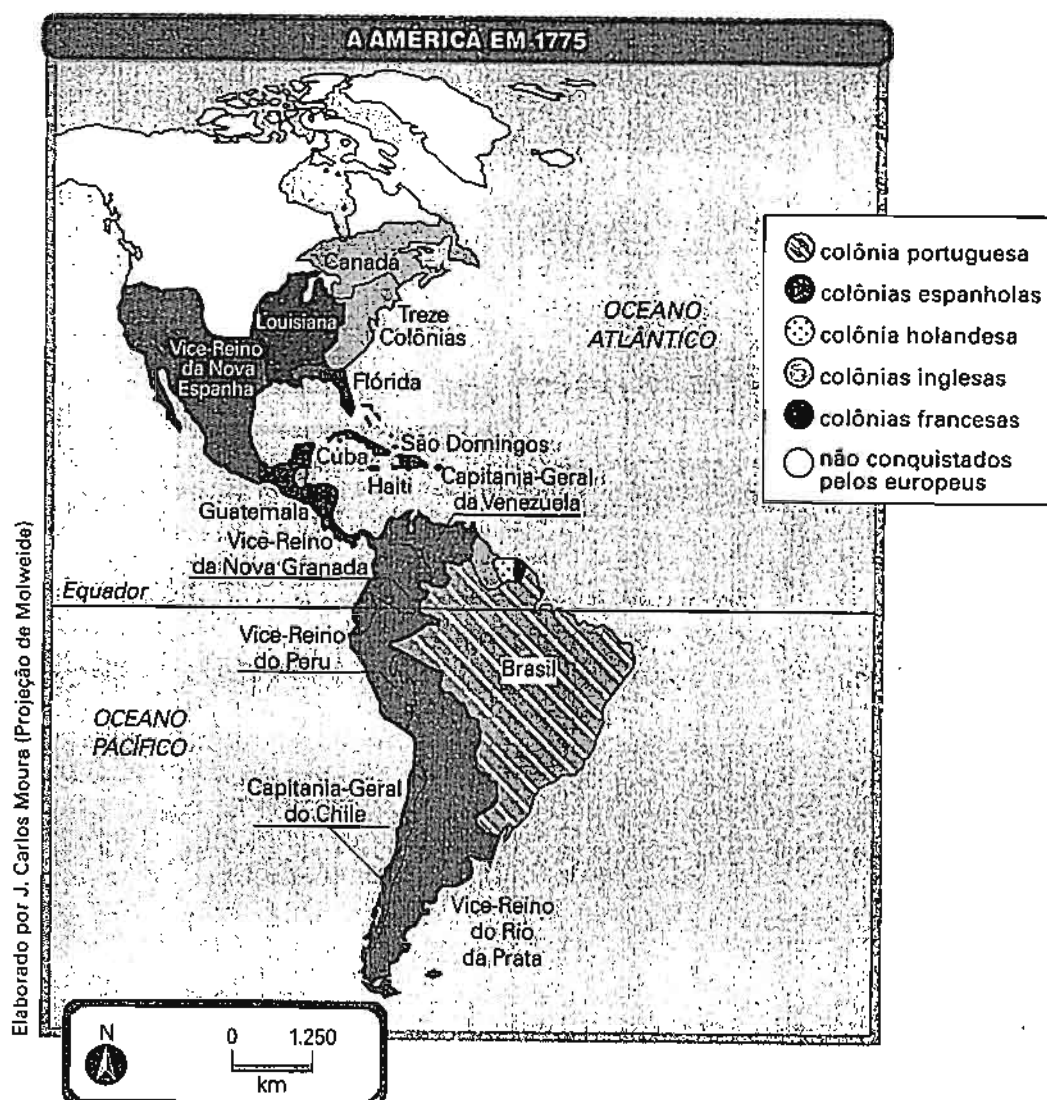 A AMÉRICA EM 1775
Canadá
Louisiana
Treze
Colônias
OCEANO
ATLÂNTICO
Vice-Reino
da Nova
Espanha
Flórida
Cuba
São Domingos
Haiti
Capitania-Geral
da Venezuela
Guatemala
Vice-Reino
da Nova Granada
Equador
Vice-Reino
do Peru
Brasil
OCEANO
PACÍFICO
Capitania-Geral
do Chile
Vice-Reino
do Rio
da Prata
N
0 1.250
km
colônia portuguesa
colônias espanholas
colônia holandesa
colônias inglesas
colônias francesas
não conquistados
pelos europeus
Elaborado por J. Carlos Moura (Projeção de Molweide)